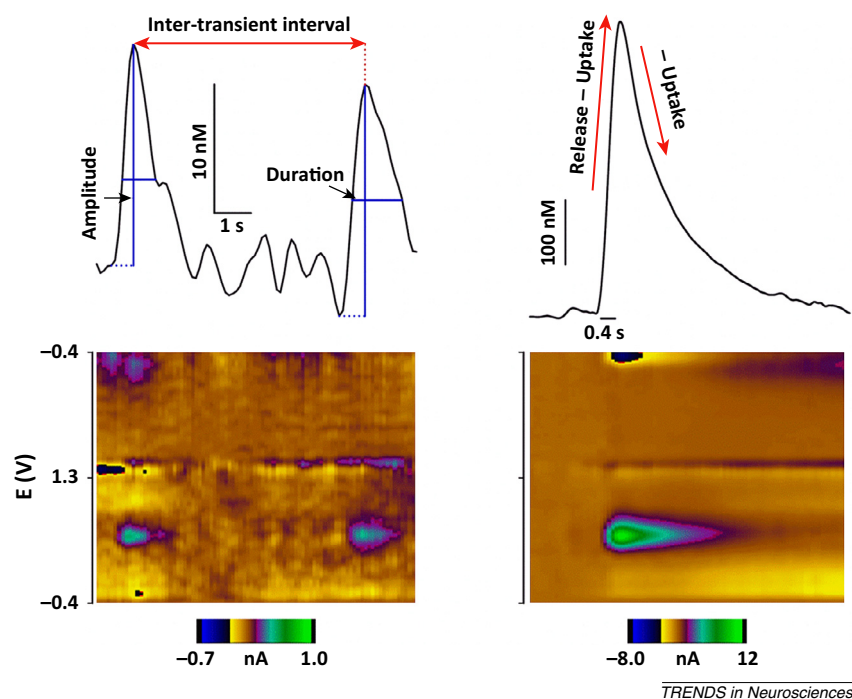 Inter-transient interval
Amplitude
10 nM
1 s
Duration
Release – Uptake
– Uptake
100 nM
0.4 s
–0.4
E (V)
1.3
–0.4
–0.7 nA 1.0
–8.0 nA 12
TRENDS in Neurosciences